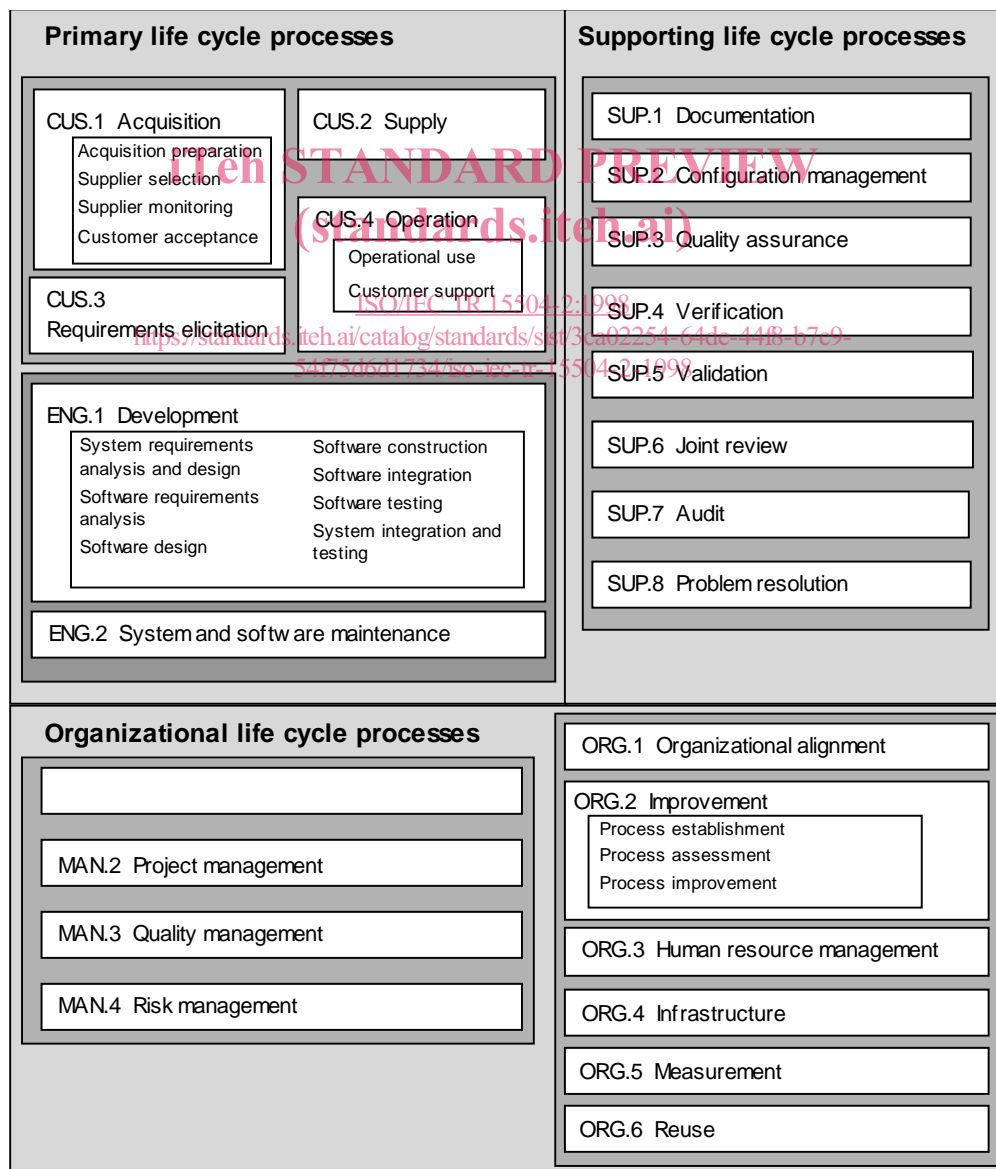 Primary life cycle processes
CUS.1 Acquisition
Acquisition preparation
Supplier selection
Supplier monitoring
Customer acceptance
CUS.2 Supply
CUS.4 Operation
Operational use
Customer support
CUS.3
Requirements elicitation
ENG.1 Development
System requirements
analysis and design
Software requirements
analysis
Software design
Software construction
Software integration
Software testing
System integration and
testing
ENG.2 System and software maintenance
Supporting life cycle processes
SUP.1 Documentation
SUP.2 Configuration management
SUP.3 Quality assurance
SUP.4 Verification
SUP.5 Validation
SUP.6 Joint review
SUP.7 Audit
SUP.8 Problem resolution
iTeh STANDARD PREVIEW
(standards.iteh.ai)
ISO/IEC TR 15504-2:1998
https://standards.iteh.ai/catalog/standards/sist/3ca02254-64dc-44f8-b7c9-
54f75d6d1734/iso-iec-tr-15504-2-1998
Organizational life cycle processes
MAN.2 Project management
MAN.3 Quality management
MAN.4 Risk management
ORG.1 Organizational alignment
ORG.2 Improvement
Process establishment
Process assessment
Process improvement
ORG.3 Human resource management
ORG.4 Infrastructure
ORG.5 Measurement
ORG.6 Reuse